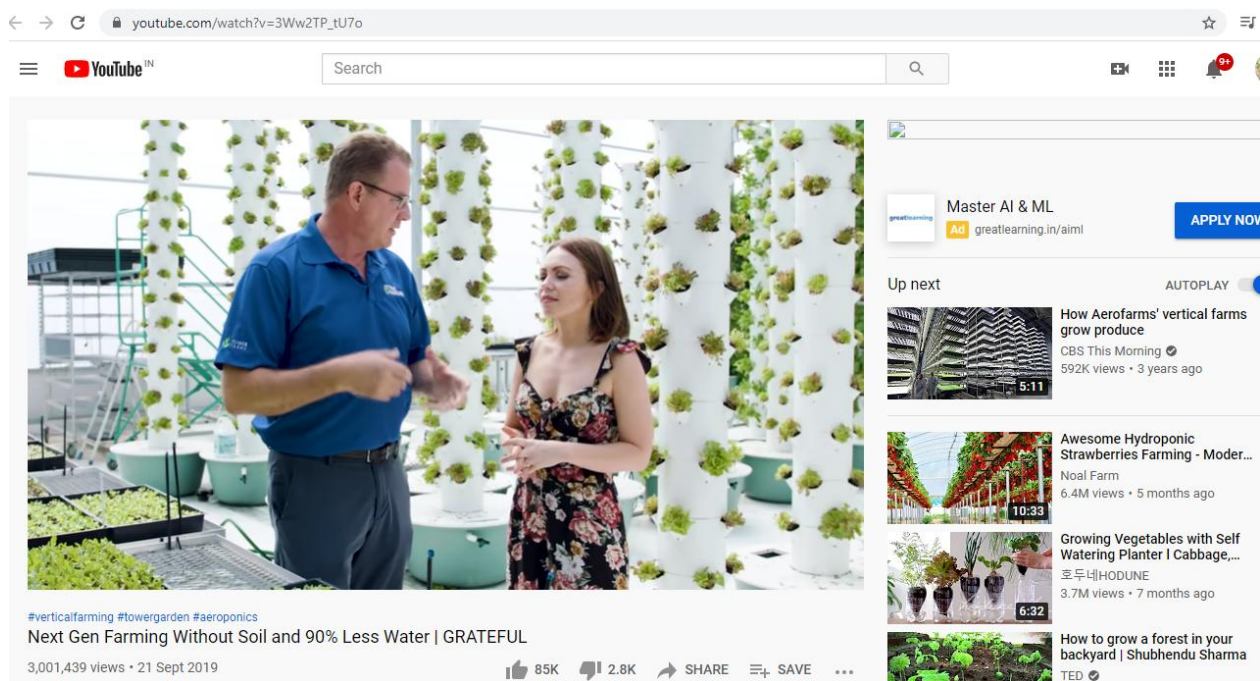 youtube.com/watch?v=3Ww2TP_tU7o
YouTube IN
Search
9+
greatlearning
Master AI & ML
Ad greatlearning.in/aiml
APPLY NOW
Up next
AUTOPLAY
How Aerofarms' vertical farms
grow produce
CBS This Morning
592K views • 3 years ago
5:11
Awesome Hydroponic
Strawberries Farming - Moder...
Noal Farm
6.4M views • 5 months ago
10:33
Growing Vegetables with Self
Watering Planter l Cabbage,...
호두네HODUNE
3.7M views • 7 months ago
6:32
How to grow a forest in your
backyard | Shubhendu Sharma
TED
#verticalfarming #towergarden #aeroponics
Next Gen Farming Without Soil and 90% Less Water | GRATEFUL
3,001,439 views • 21 Sept 2019
85K
2.8K
SHARE
SAVE